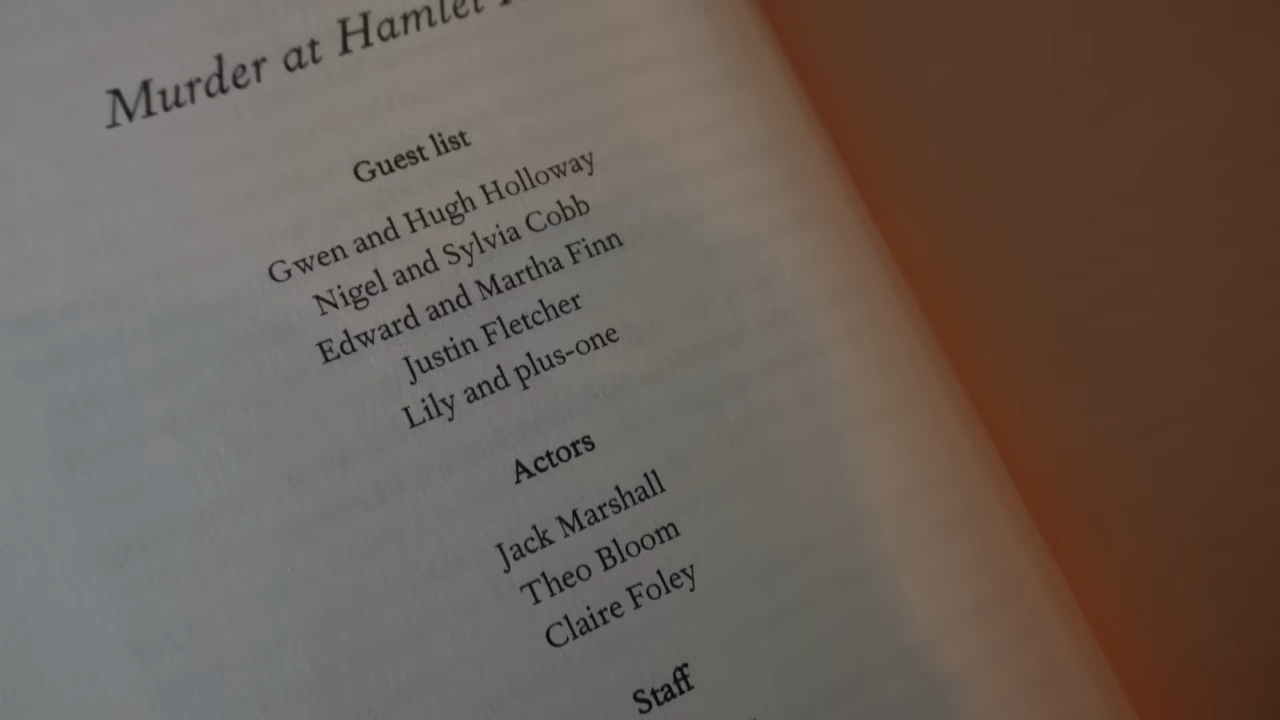 Murder at Hamlet
Guest list
Gwen and Hugh Holloway
Nigel and Sylvia Cobb
Edward and Martha Finn
Justin Fletcher
Lily and plus-one
Actors
Jack Marshall
Theo Bloom
Claire Foley
Staff